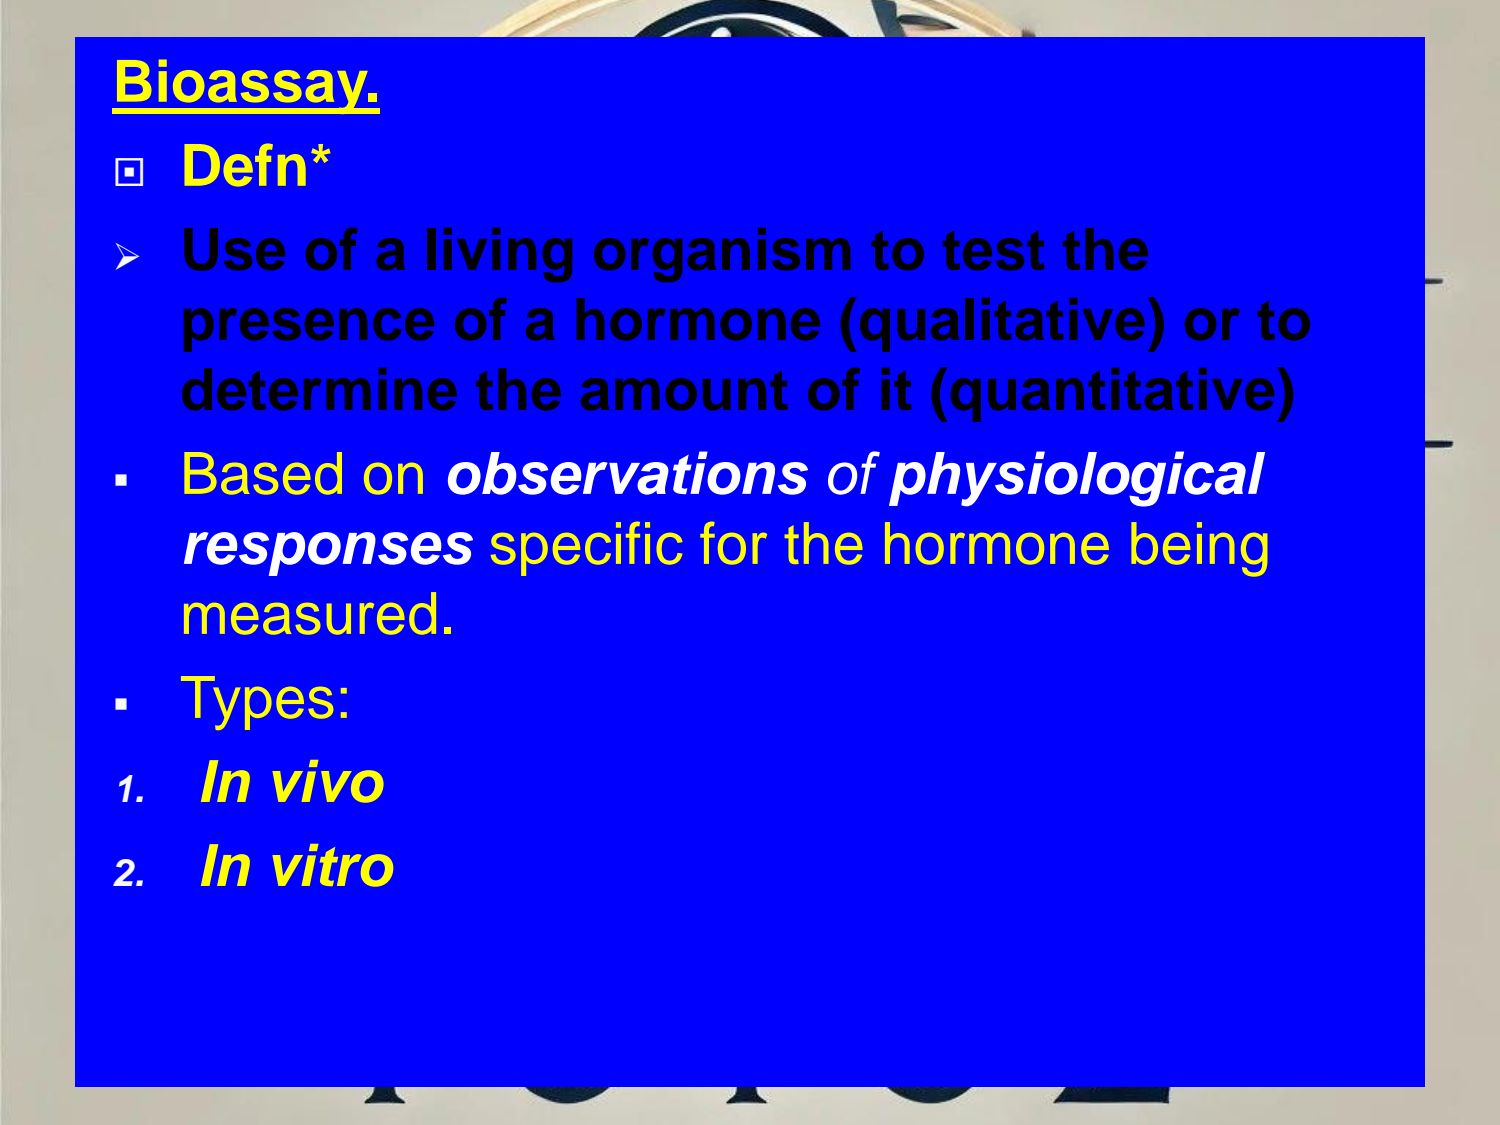 Bioassay.
Defn*
Use of a living organism to test the
presence of a hormone (qualitative) or to
determine the amount of it (quantitative)
Based on observations of physiological
responses specific for the hormone being
measured.
Types:
1. In vivo
2. In vitro